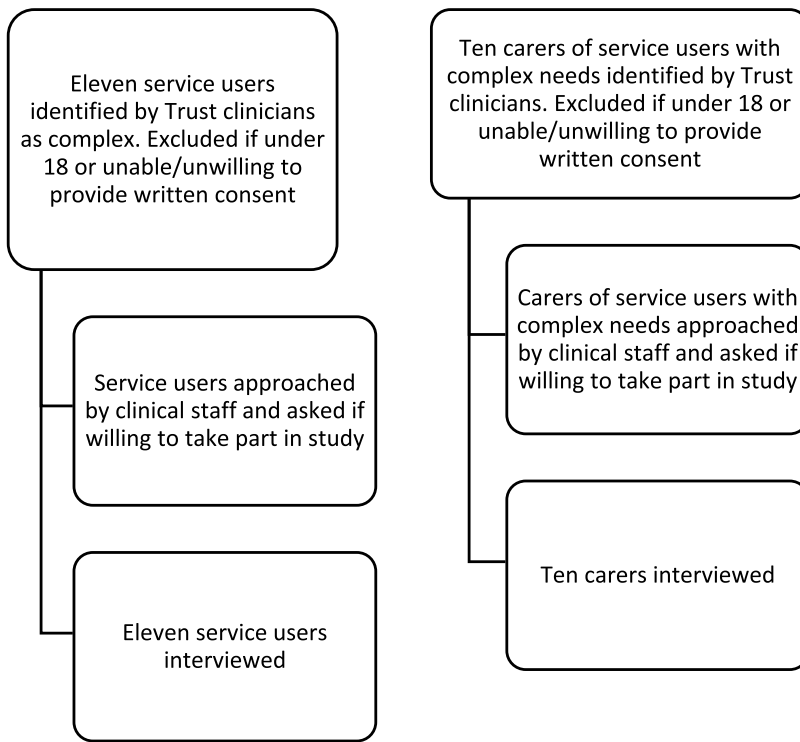 Eleven service users
identified by Trust clinicians
as complex. Excluded if under
18 or unable/unwilling to
provide written consent
Service users approached
by clinical staff and asked if
willing to take part in study
Eleven service users
interviewed
Ten carers of service users with
complex needs identified by Trust
clinicians. Excluded if under 18 or
unable/unwilling to provide
written consent
Carers of service users with
complex needs approached
by clinical staff and asked if
willing to take part in study
Ten carers interviewed